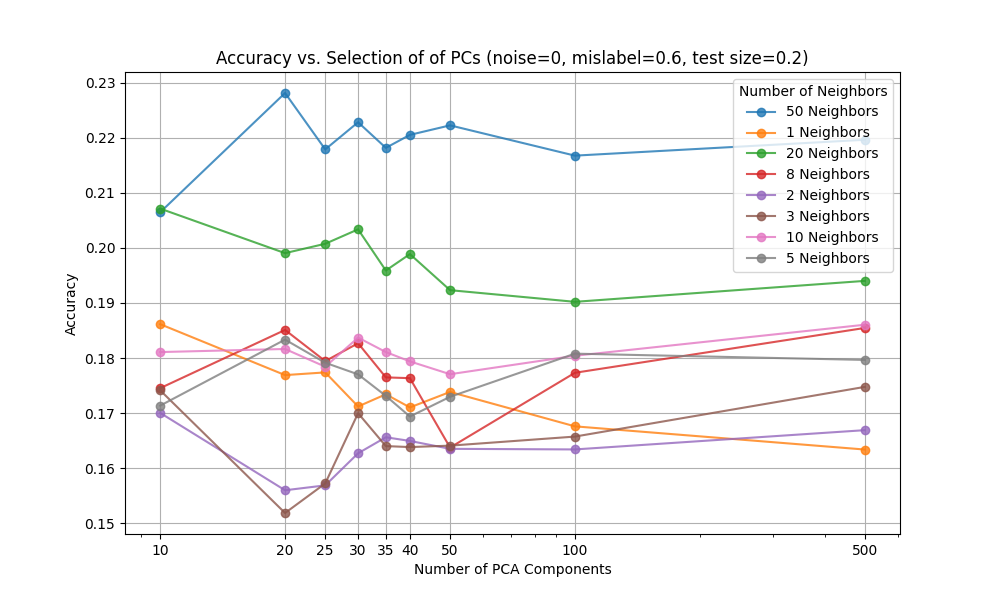 Accuracy vs. Selection of of PCs (noise=0, mislabel=0.6, test size=0.2)
0.23
0.22
0.21
0.20
0.19
0.18
0.17
0.16
0.15
Accuracy
Number of Neighbors
50 Neighbors
1 Neighbors
20 Neighbors
8 Neighbors
2 Neighbors
3 Neighbors
10 Neighbors
5 Neighbors
10 20 25 30 35 40 50 100 500
Number of PCA Components